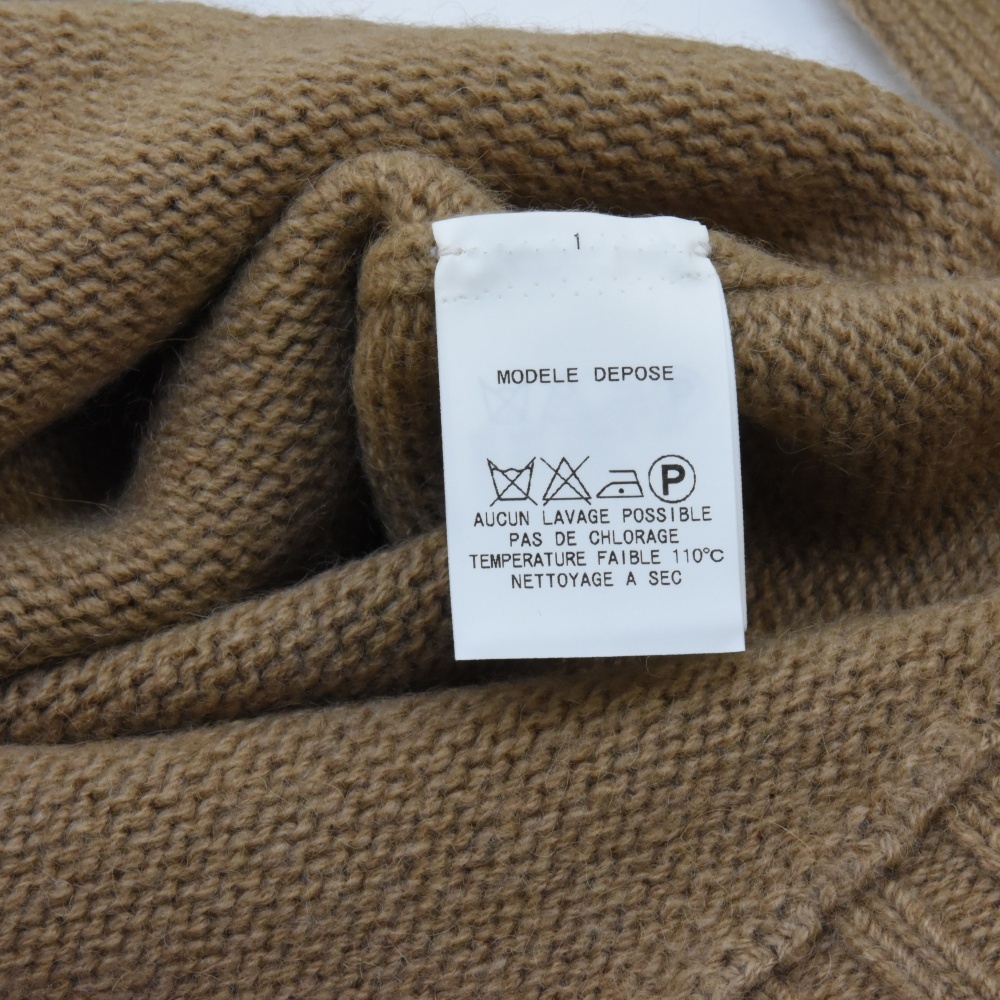 1
MODELE DEPOSE
P
AUCUN LAVAGE POSSIBLE
PAS DE CHLORAGE
TEMPERATURE FAIBLE 110°C
NETTOYAGE A SEC